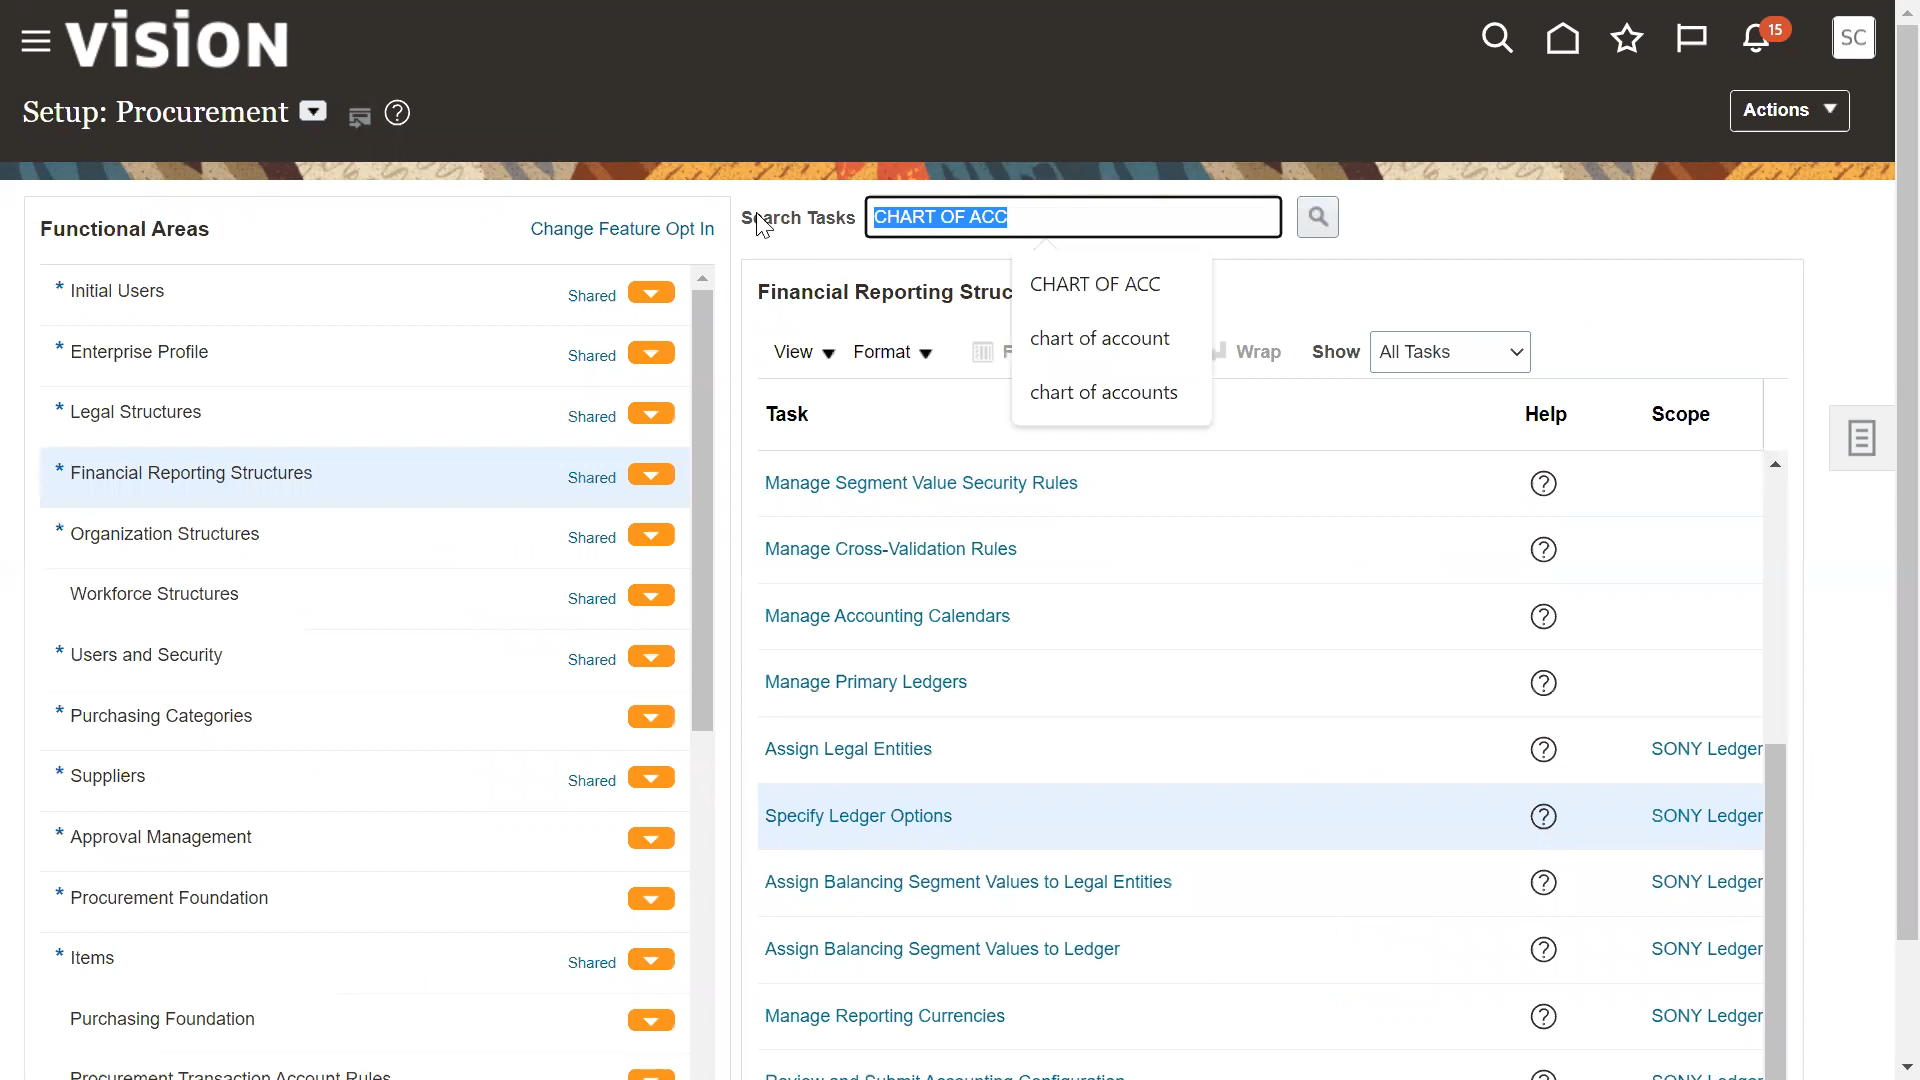 vision
15
SC
Setup: Procurement
Actions
Functional Areas
Change Feature Opt In
* Initial Users Shared
* Enterprise Profile Shared
* Legal Structures Shared
* Financial Reporting Structures Shared
* Organization Structures Shared
Workforce Structures Shared
* Users and Security Shared
* Purchasing Categories
* Suppliers Shared
* Approval Management
* Procurement Foundation
* Items Shared
Purchasing Foundation
Procurement Transaction Account Rules
Search Tasks CHART OF ACC
CHART OF ACC
chart of account
chart of accounts
Financial Reporting Struc
View Format F Wrap Show All Tasks
Task Help Scope
Manage Segment Value Security Rules
Manage Cross-Validation Rules
Manage Accounting Calendars
Manage Primary Ledgers
Assign Legal Entities SONY Ledger
Specify Ledger Options SONY Ledger
Assign Balancing Segment Values to Legal Entities SONY Ledger
Assign Balancing Segment Values to Ledger SONY Ledger
Manage Reporting Currencies SONY Ledger
Review and Submit Accounting Configuration SONY Ledger